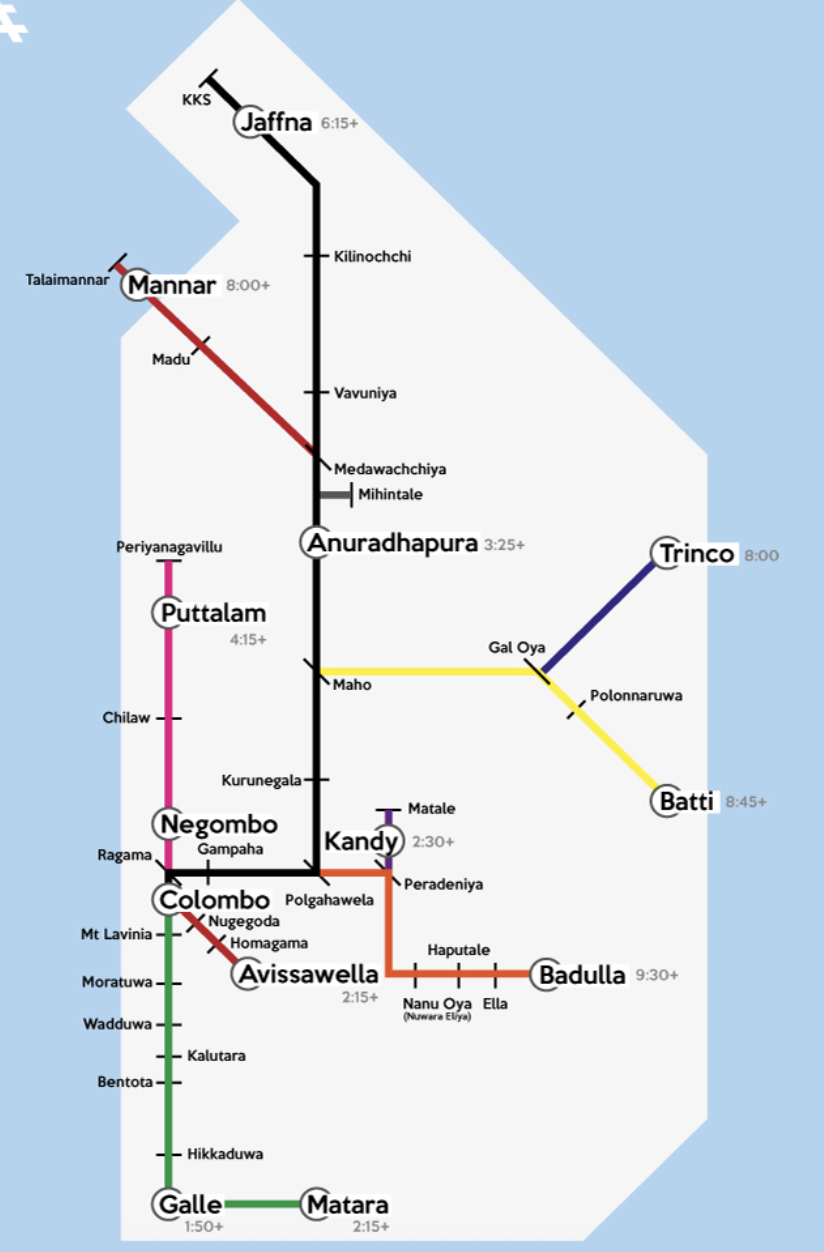 KKS
Jaffna 6:15+
Kilinochchi
Talaimannar
Mannar 8:00+
Madu
Vavuniya
Medawachchiya
Mihintale
Anuradhapura 3:25+
Periyanagavillu
Trinco 8:00
Puttalam
4:15+
Gal Oya
Maho
Polonnaruwa
Chilaw
Kurunegala
Batti 8:45+
Matale
Negombo
Kandy 2:30+
Gampaha
Ragama
Peradeniya
Polgahawela
Colombo
Nugegoda
Mt Lavinia
Homagama
Haputale
Avissawella
2:15+
Badulla 9:30+
Moratuwa
Nanu Oya
(Nuwara Eliya)
Ella
Wadduwa
Kalutara
Bentota
Hikkaduwa
Galle
1:50+
Matara
2:15+